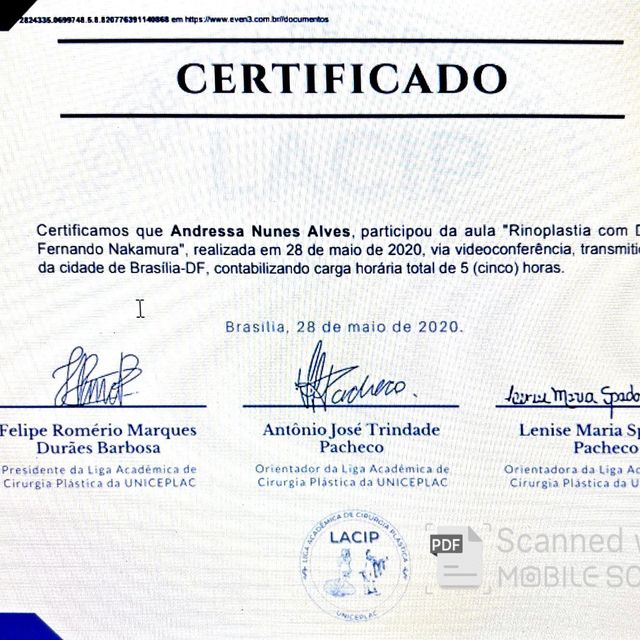 2824335.0699748.5.8.820776391140868 em https://www.even3.com.br//documentos
CERTIFICADO
Certificamos que Andressa Nunes Alves, participou da aula "Rinoplastia com D
Fernando Nakamura", realizada em 28 de maio de 2020, via videoconferência, transmiti
da cidade de Brasília-DF, contabilizando carga horária total de 5 (cinco) horas.
Brasília, 28 de maio de 2020.
Felipe Romério Marques
Durães Barbosa
Presidente da Liga Acadêmica de
Cirurgia Plástica da UNICEPLAC
Pacheco.
Antônio José Trindade
Pacheco
Orientador da Liga Acadêmica de
Cirurgia Plástica da UNICEPLAC
Lenise Maria Spado
Lenise Maria Sp
Pacheco
Orientadora da Liga A
Cirurgia Plástica da U
LIGA ACADÊMICA DE CIRURGIA PLÁSTICA
LACIP
UNICEPLAC
PDF
Scanned w
MOBILE SC